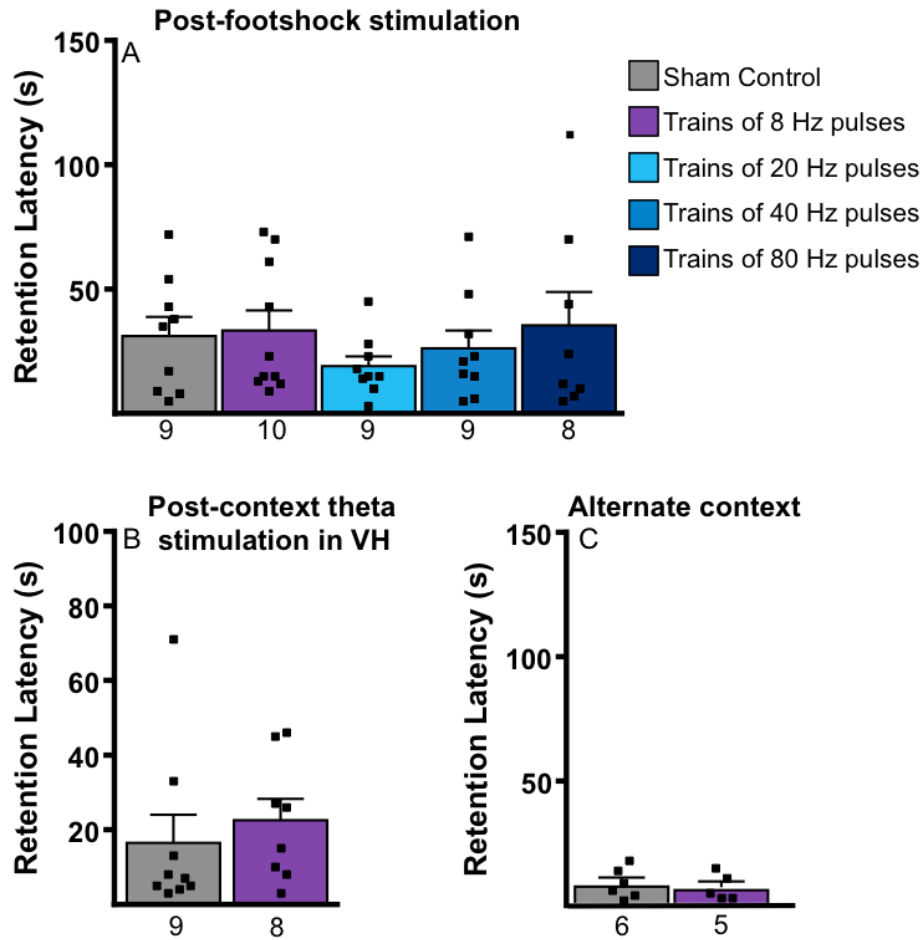 Post-footshock stimulation
A
Retention Latency (s)
150
100
50
9 10 9 9 8
Sham Control
Trains of 8 Hz pulses
Trains of 20 Hz pulses
Trains of 40 Hz pulses
Trains of 80 Hz pulses
Post-context theta
stimulation in VH
B
Retention Latency (s)
100
80
60
40
20
9 8
Alternate context
C
Retention Latency (s)
150
100
50
6 5